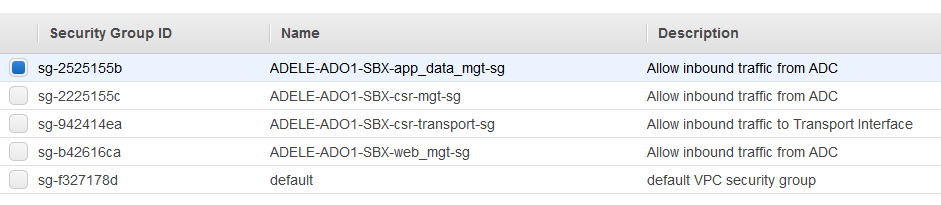 Security Group ID Name Description
sg-2525155b ADELE-ADO1-SBX-app_data_mgt-sg Allow inbound traffic from ADC
sg-2225155c ADELE-ADO1-SBX-csr-mgt-sg Allow inbound traffic from ADC
sg-942414ea ADELE-ADO1-SBX-csr-transport-sg Allow inbound traffic to Transport Interface
sg-b42616ca ADELE-ADO1-SBX-web_mgt-sg Allow inbound traffic from ADC
sg-f327178d default default VPC security group